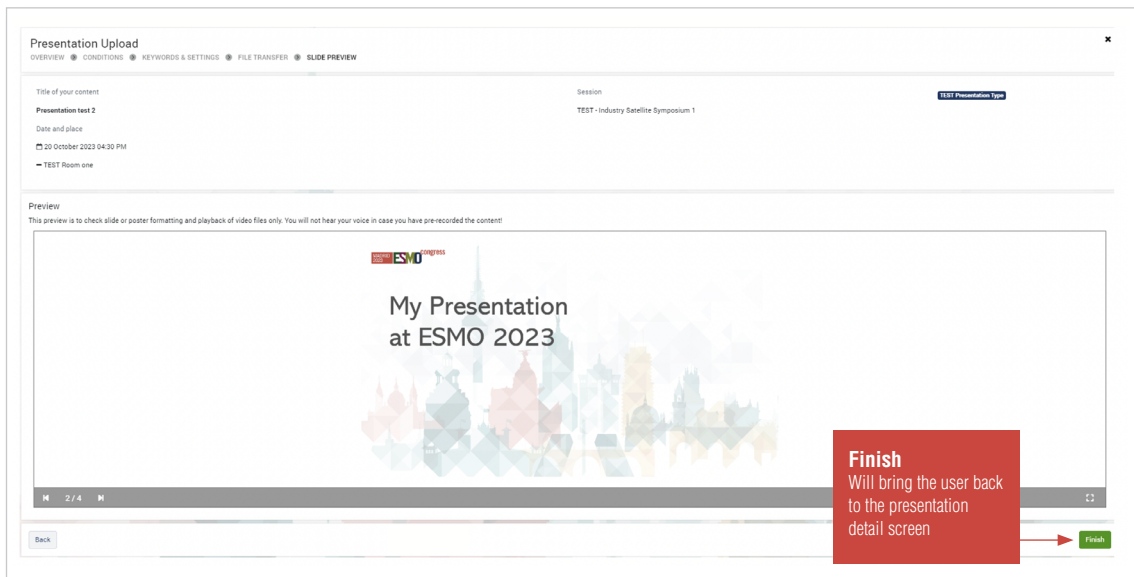 Presentation Upload
OVERVIEW CONDITIONS KEYWORDS & SETTINGS FILE TRANSFER SLIDE PREVIEW
Title of your content
Presentation test 2
Date and place
20 October 2023 04:30 PM
TEST Room one
Session
TEST - Industry Satellite Symposium 1
TEST Presentation Type
Preview
This preview is to check slide or poster formatting and playback of video files only. You will not hear your voice in case you have pre-recorded the content!
MADRID
2023
ESMO congress
My Presentation
at ESMO 2023
2 / 4
Finish
Will bring the user back
to the presentation
detail screen
Back
Finish